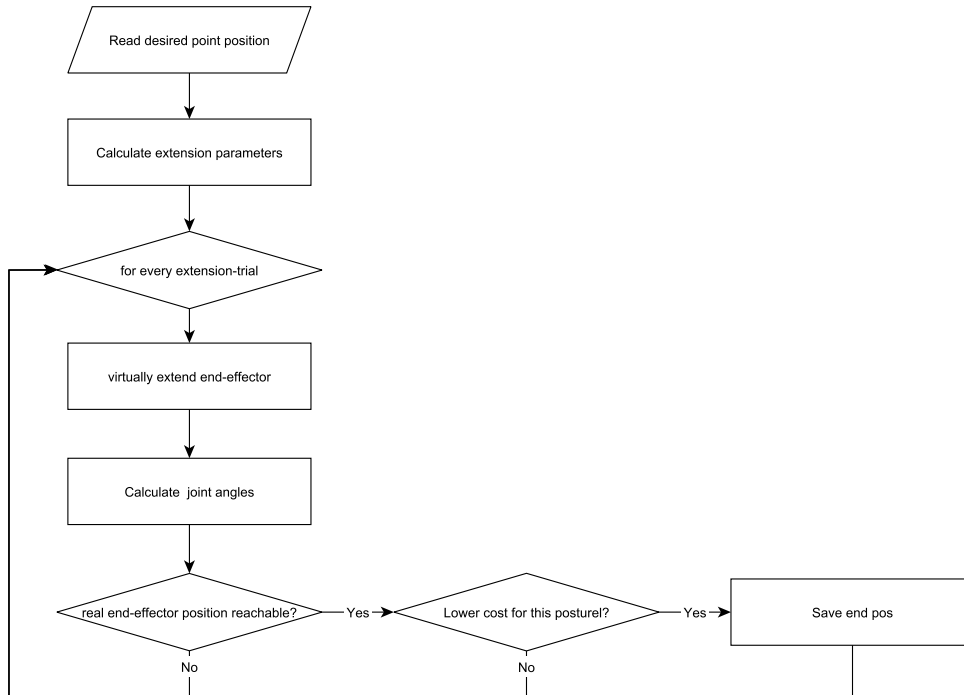 Read desired point position
Calculate extension parameters
for every extension-trial
virtually extend end-effector
Calculate  joint angles
real end-effector position reachable?
Yes
Lower cost for this posturel?
Yes
Save end pos
No
No